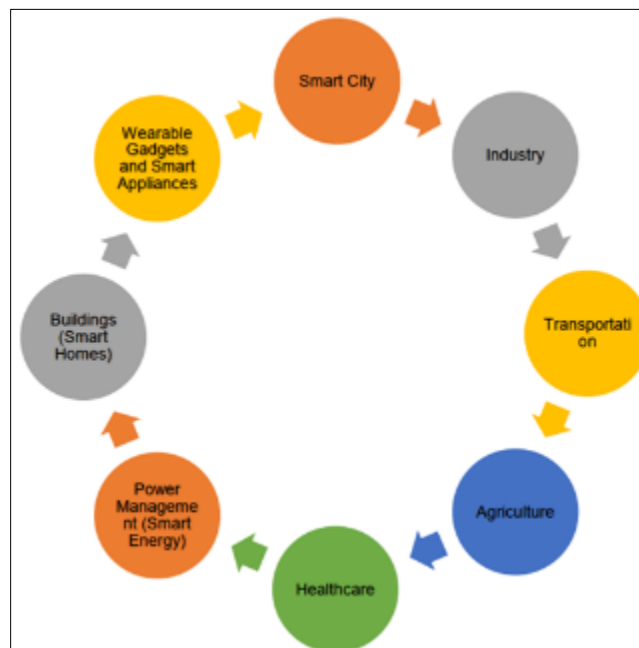 Smart City
Industry
Transportati
on
Agriculture
Healthcare
Power
Manageme
nt (Smart
Energy)
Buildings
(Smart
Homes)
Wearable
Gadgets
and Smart
Appliances